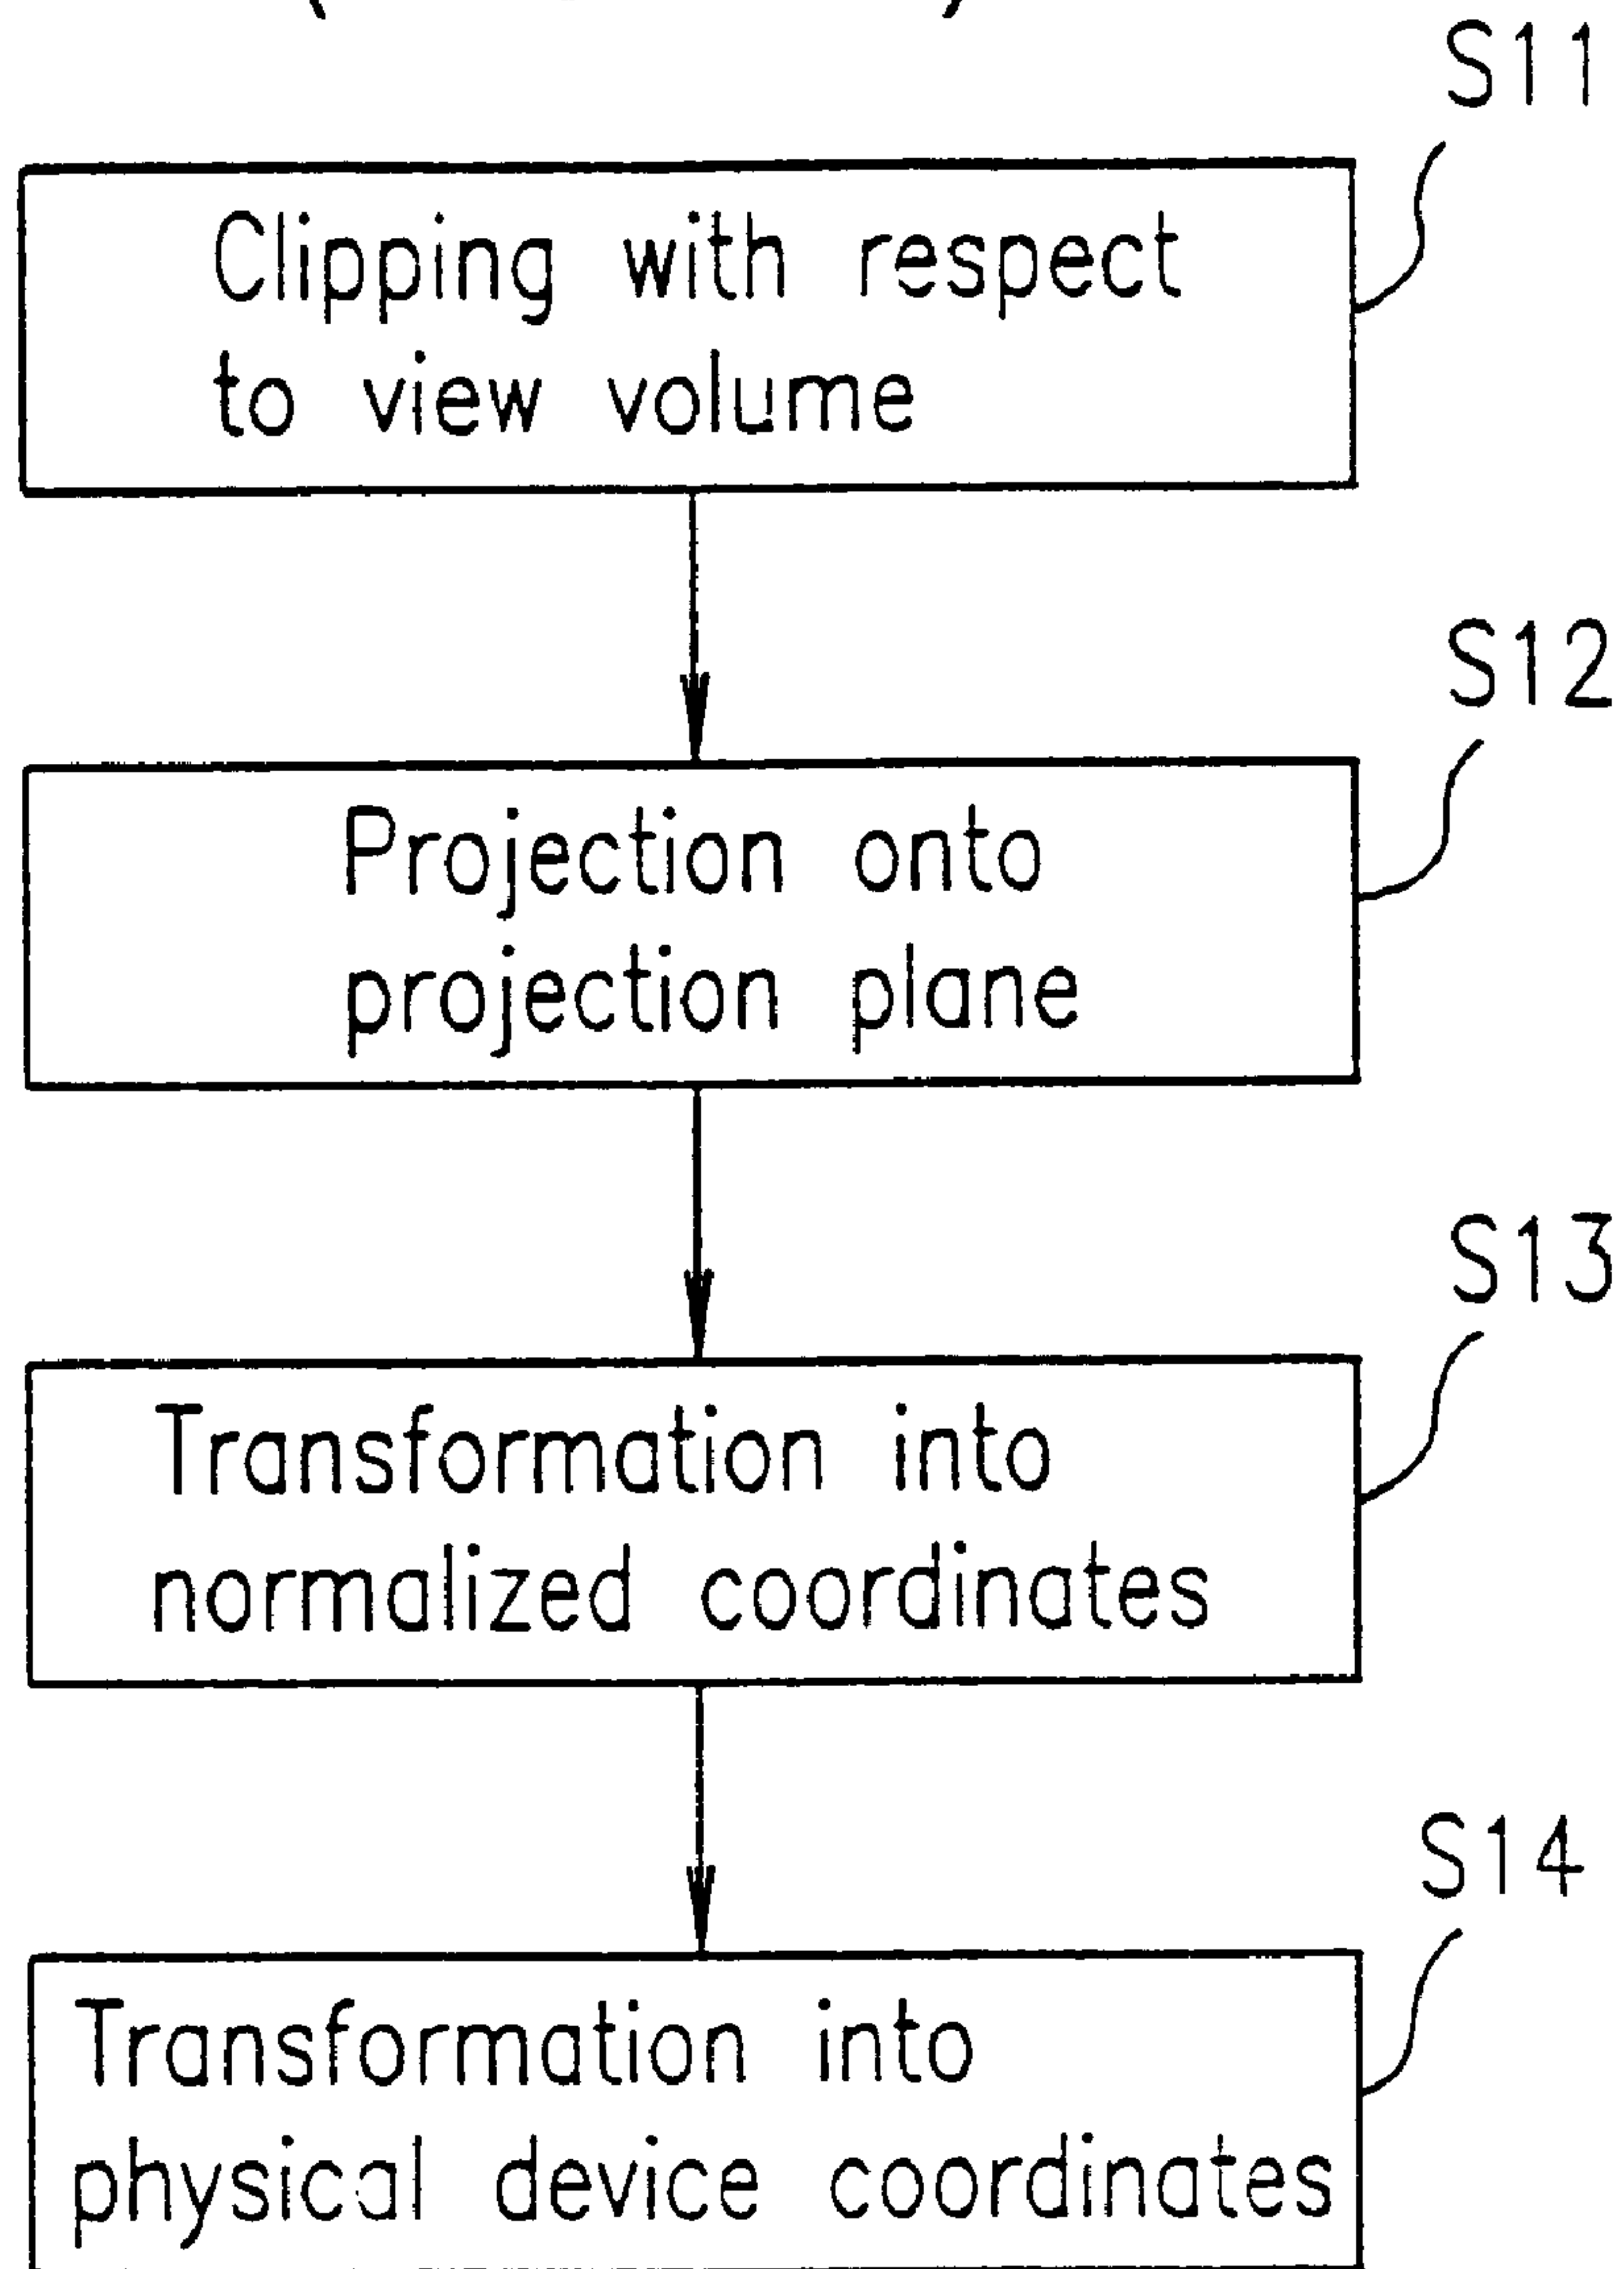 S11
Clipping with respect
to view volume
S12
Projection onto
projection plane
S13
Transformation into
normalized coordinates
S14
Transformation into
physical device coordinates